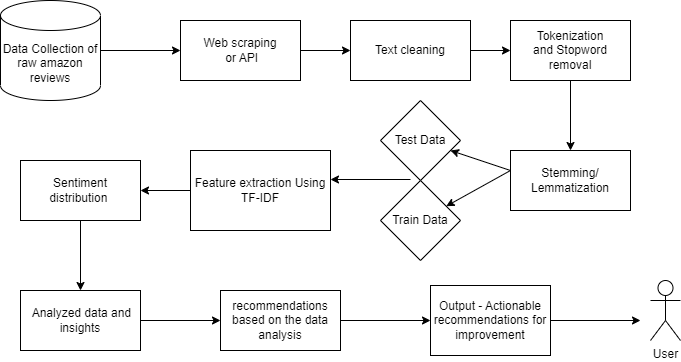 Data Collection of
raw amazon
reviews
Web scraping
or API
Text cleaning
Tokenization
and Stopword
removal
Stemming/
Lemmatization
Test Data
Train Data
Feature extraction Using
TF-IDF
Sentiment
distribution
Analyzed data and
insights
recommendations
based on the data
analysis
Output - Actionable
recommendations for
improvement
User